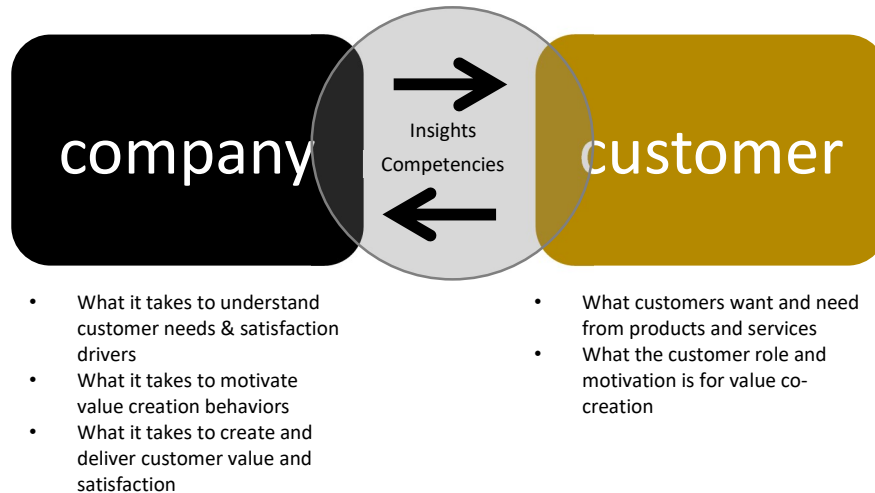 company
Insights
Competencies
customer
• What it takes to understand
customer needs & satisfaction
drivers
• What it takes to motivate
value creation behaviors
• What it takes to create and
deliver customer value and
satisfaction
• What customers want and need
from products and services
• What the customer role and
motivation is for value co-
creation